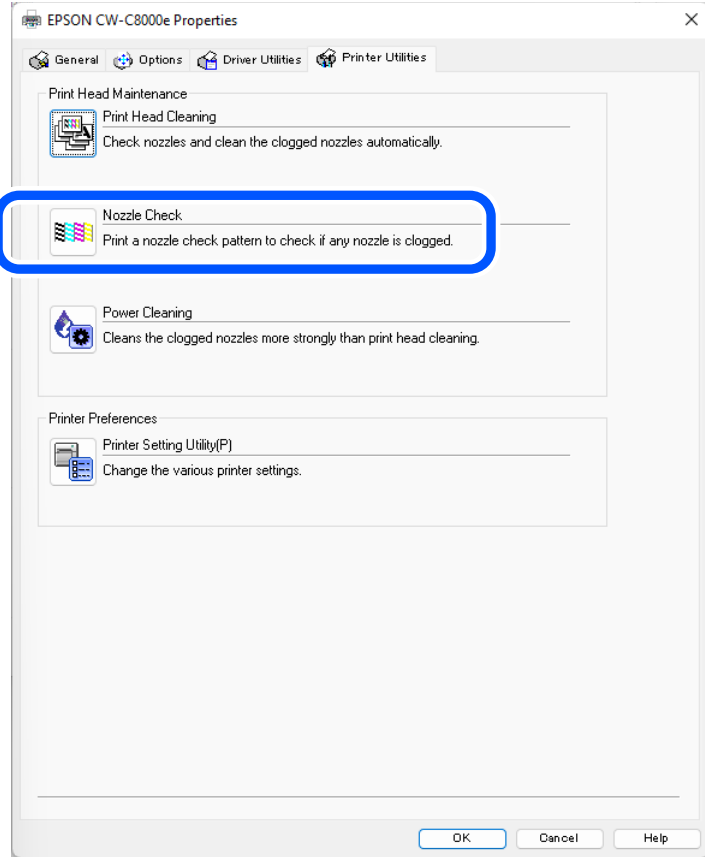 EPSON CW-C8000e Properties
General Options Driver Utilities Printer Utilities
Print Head Maintenance
Print Head Cleaning
Check nozzles and clean the clogged nozzles automatically.
Nozzle Check
Print a nozzle check pattern to check if any nozzle is clogged.
Power Cleaning
Cleans the clogged nozzles more strongly than print head cleaning.
Printer Preferences
Printer Setting Utility(P)
Change the various printer settings.
OK Cancel Help